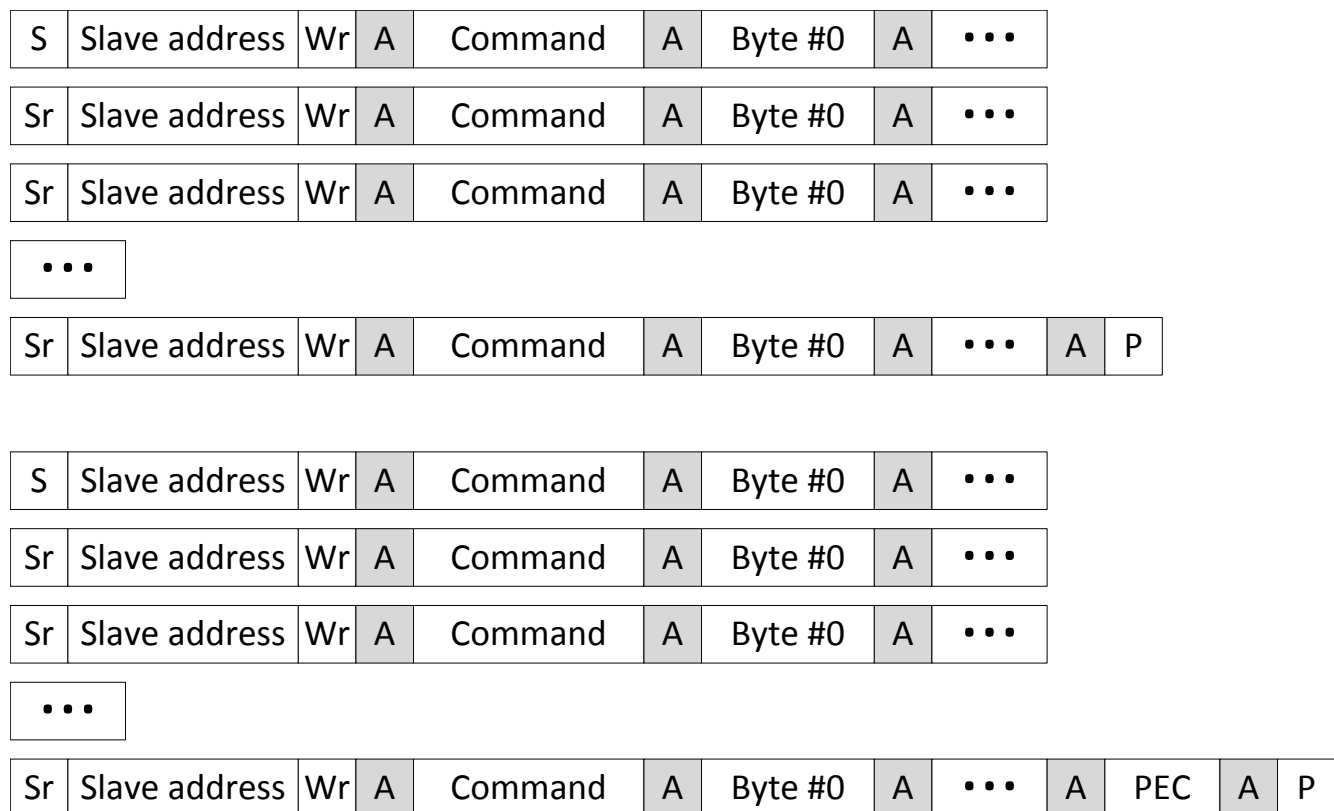 S Slave address Wr A Command A Byte #0 A •••
Sr Slave address Wr A Command A Byte #0 A •••
Sr Slave address Wr A Command A Byte #0 A •••
•••
Sr Slave address Wr A Command A Byte #0 A ••• A P
S Slave address Wr A Command A Byte #0 A •••
Sr Slave address Wr A Command A Byte #0 A •••
Sr Slave address Wr A Command A Byte #0 A •••
•••
Sr Slave address Wr A Command A Byte #0 A ••• A PEC A P